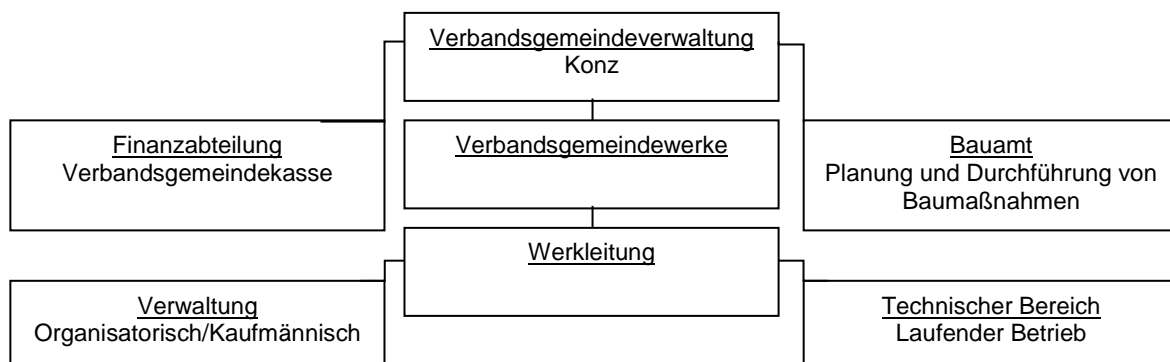 Verbandsgemeindeverwaltung
Konz
Finanzabteilung
Verbandsgemeindekasse
Verbandsgemeindewerke
Bauamt
Planung und Durchführung von
Baumaßnahmen
Werkleitung
Verwaltung
Organisatorisch/Kaufmännisch
Technischer Bereich
Laufender Betrieb